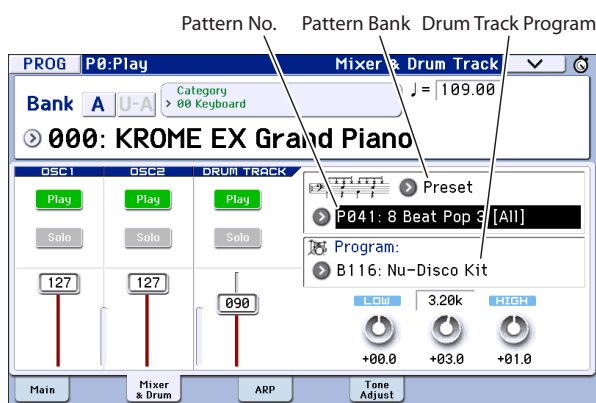 Pattern No. Pattern Bank Drum Track Program
PROG P0:Play Mixer & Drum Track
Bank A U-A Category ♩= 109.00
00 Keyboard
000: KROME EX Grand Piano
OSC1 OSC2 DRUM TRACK
Preset
Play Play Play
P041: 8 Beat Pop 3 [All]
Solo Solo Solo
Program:
B116: Nu-Disco Kit
127 127 090
LOW 3.20k HIGH
+00.0 +03.0 +01.0
Main Mixer & Drum ARP Tone Adjust